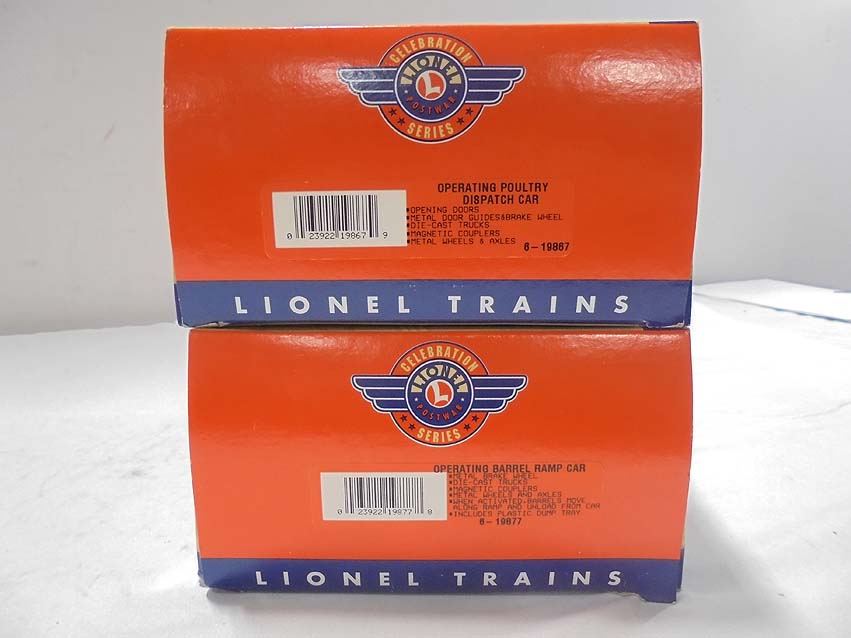 CELEBRATION
LIONEL
L
POSTWAR
SERIES
OPERATING POULTRY
DISPATCH CAR
*OPENING DOORS
*METAL DOOR GUIDES&BRAKE WHEEL
*DIE-CAST TRUCKS
*MAGNETIC COUPLERS
*METAL WHEELS & AXLES
6-19867
0 23922 19867 9
LIONEL TRAINS
CELEBRATION
LIONEL
L
POSTWAR
SERIES
OPERATING BARREL RAMP CAR
*METAL BRAKE WHEEL
*DIE-CAST TRUCKS
*MAGNETIC COUPLERS
*METAL WHEELS AND AXLES
*WHEN ACTIVATED,BARRELS MOVE
ALONG RAMP AND UNLOAD FROM CAR
*INCLUDES PLASTIC DUMP TRAY
6-19877
0 23922 19877 8
LIONEL TRAINS